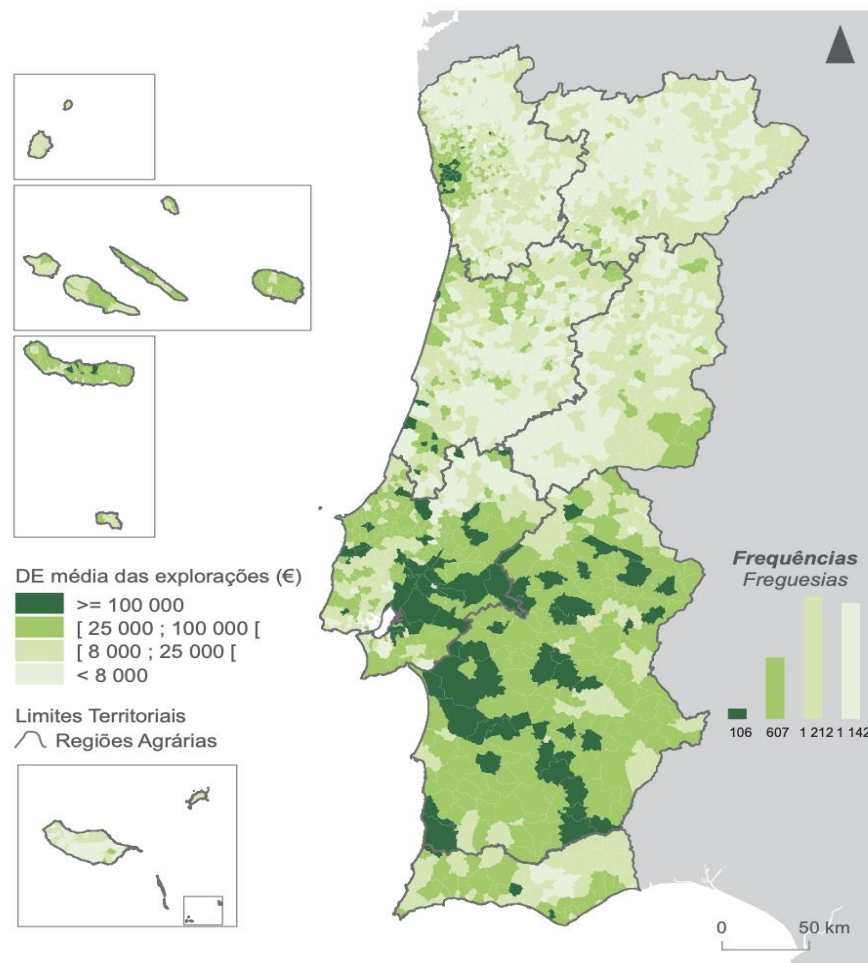 DE média das explorações (€)
>= 100 000
[ 25 000 ; 100 000 [
[ 8 000 ; 25 000 [
< 8 000
Limites Territoriais
Regiões Agrárias
Frequências
Freguesias
106 607 1 212 1 142
0 50 km